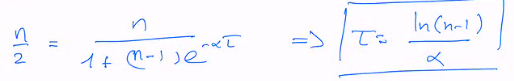 n/2 = n/(1+(n-1)e^{-ατ}) => τ = ln(n-1)/α